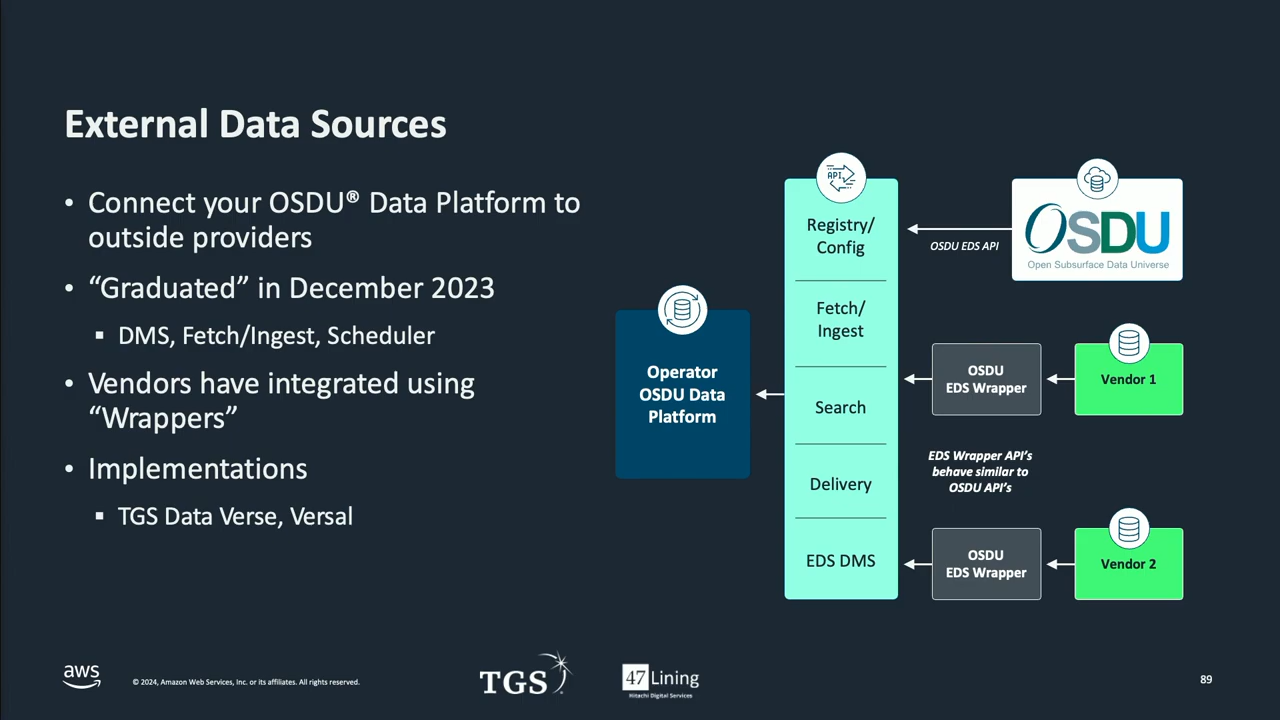 External Data Sources
• Connect your OSDU® Data Platform to
outside providers
• “Graduated” in December 2023
▪ DMS, Fetch/Ingest, Scheduler
• Vendors have integrated using
“Wrappers”
• Implementations
▪ TGS Data Verse, Versal
Operator
OSDU Data
Platform
API
Registry/
Config
Fetch/
Ingest
Search
Delivery
EDS DMS
OSDU EDS API
OSDU
Open Subsurface Data Universe
OSDU
EDS Wrapper
Vendor 1
EDS Wrapper API’s
behave similar to
OSDU API’s
OSDU
EDS Wrapper
Vendor 2
aws
© 2024, Amazon Web Services, Inc. or its affiliates. All rights reserved.
TGS
47 Lining
Hitachi Digital Services
89